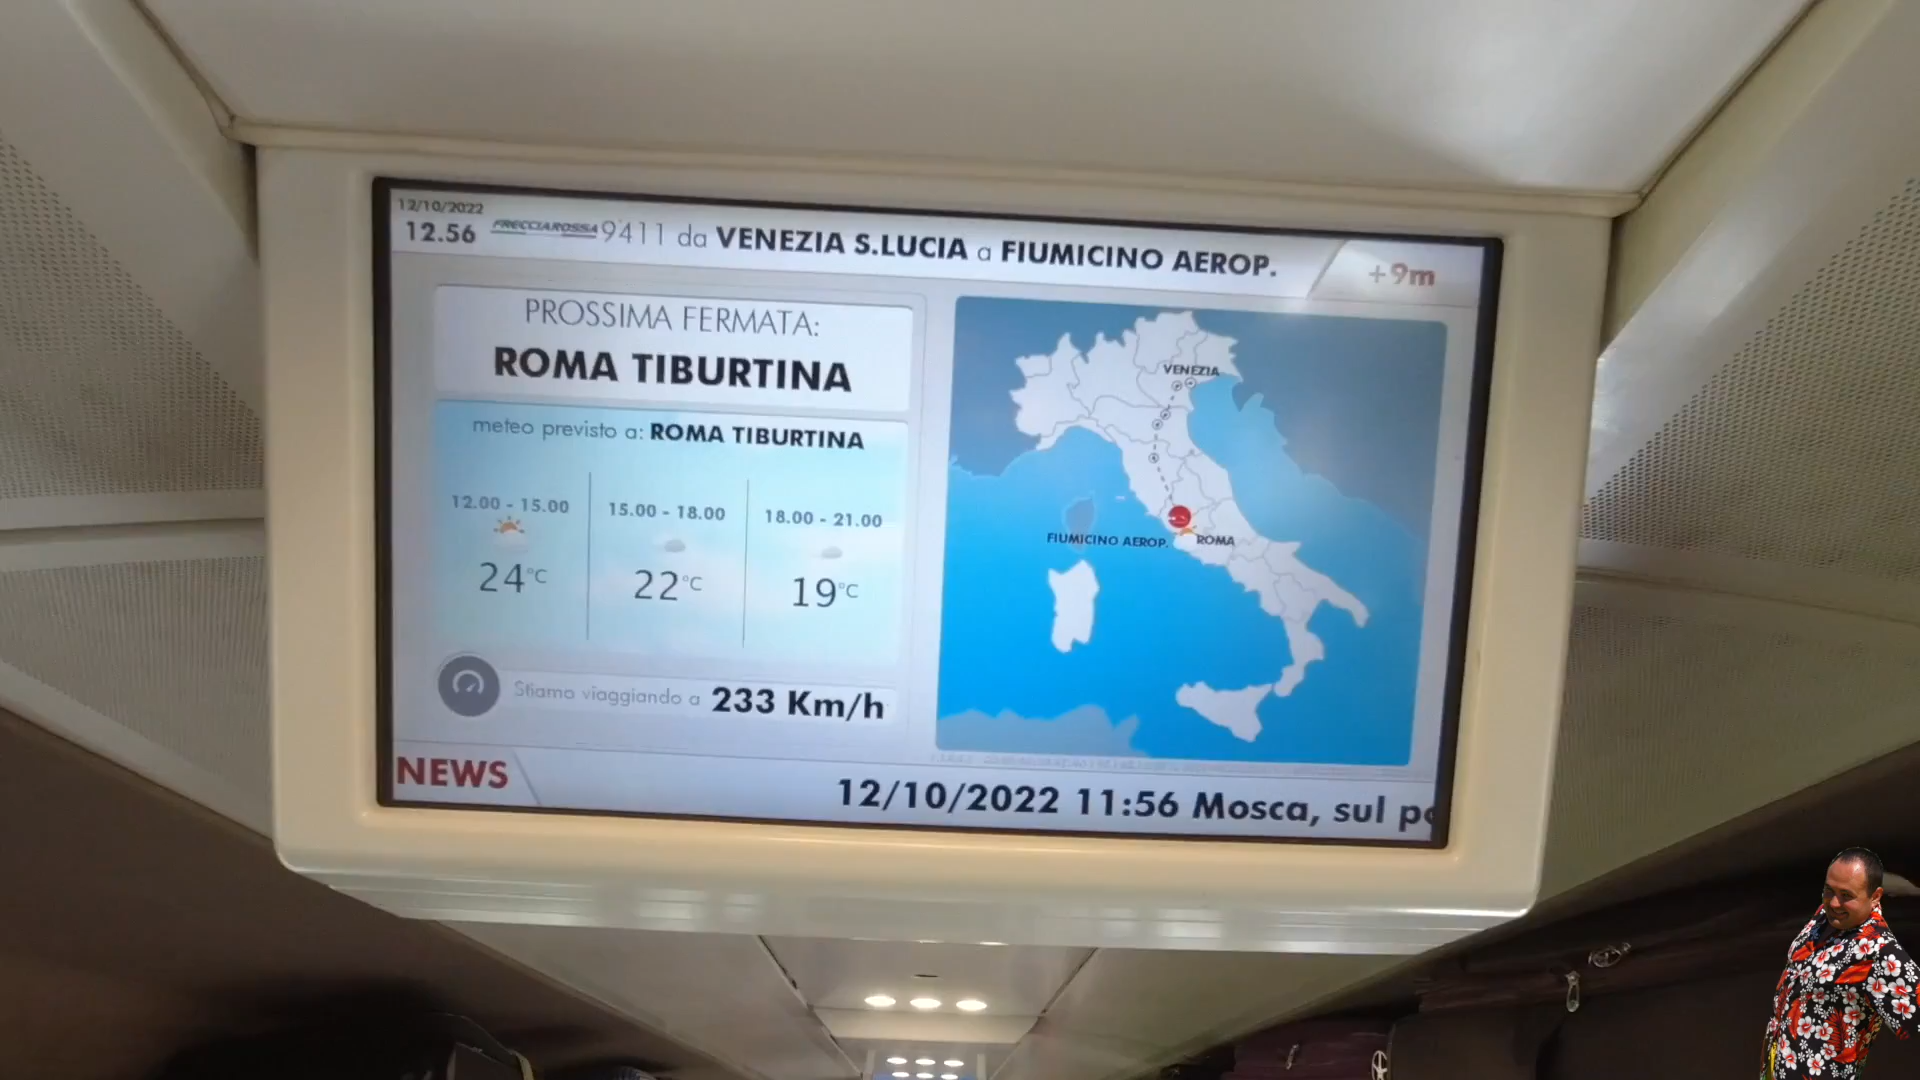 12/10/2022
12.56 FRECCIAROSSA 9411 da VENEZIA S.LUCIA a FIUMICINO AEROP. +9m
PROSSIMA FERMATA:
ROMA TIBURTINA
meteo previsto a: ROMA TIBURTINA
12.00 - 15.00 15.00 - 18.00 18.00 - 21.00
24°C 22°C 19°C
Stiamo viaggiando a 233 Km/h
VENEZIA
FIUMICINO AEROP. ROMA
NEWS 12/10/2022 11:56 Mosca, sul